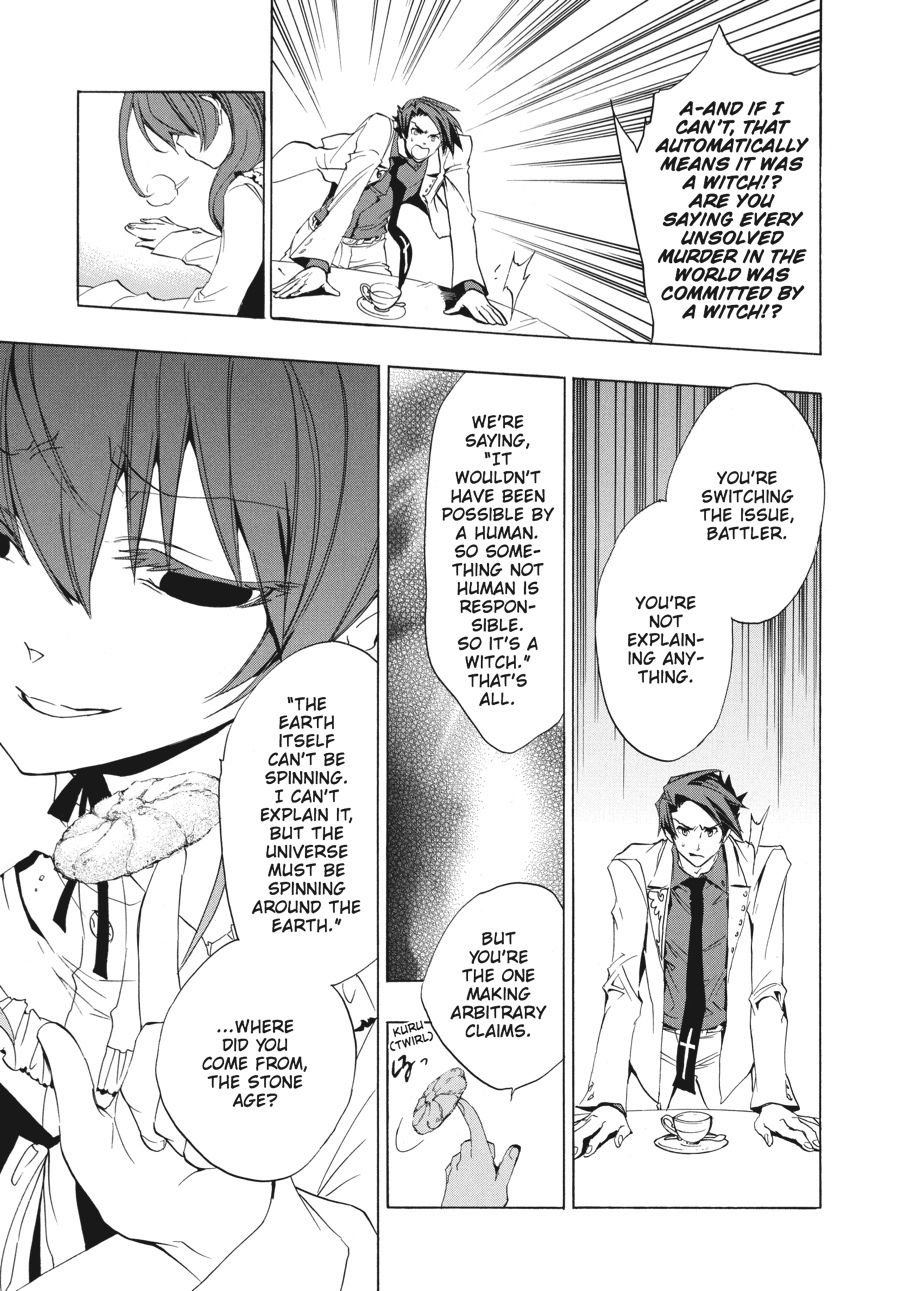 A-AND IF I
CAN'T, THAT
AUTOMATICALLY
MEANS IT WAS
A WITCH!?
ARE YOU
SAYING EVERY
UNSOLVED
MURDER IN THE
WORLD WAS
COMMITTED BY
A WITCH!?
YOU'RE
SWITCHING
THE ISSUE,
BATTLER.
YOU'RE
NOT
EXPLAIN-
ING ANY-
THING.
WE'RE
SAYING,
"IT
WOULDN'T
HAVE BEEN
POSSIBLE BY
A HUMAN.
SO SOME-
THING NOT
HUMAN IS
RESPON-
SIBLE.
SO IT'S A
WITCH."
THAT'S
ALL.
BUT
YOU'RE
THE ONE
MAKING
ARBITRARY
CLAIMS.
KURU
(TWIRL)
"THE
EARTH
ITSELF
CAN'T BE
SPINNING.
I CAN'T
EXPLAIN IT,
BUT THE
UNIVERSE
MUST BE
SPINNING
AROUND THE
EARTH."
...WHERE
DID YOU
COME FROM,
THE STONE
AGE?